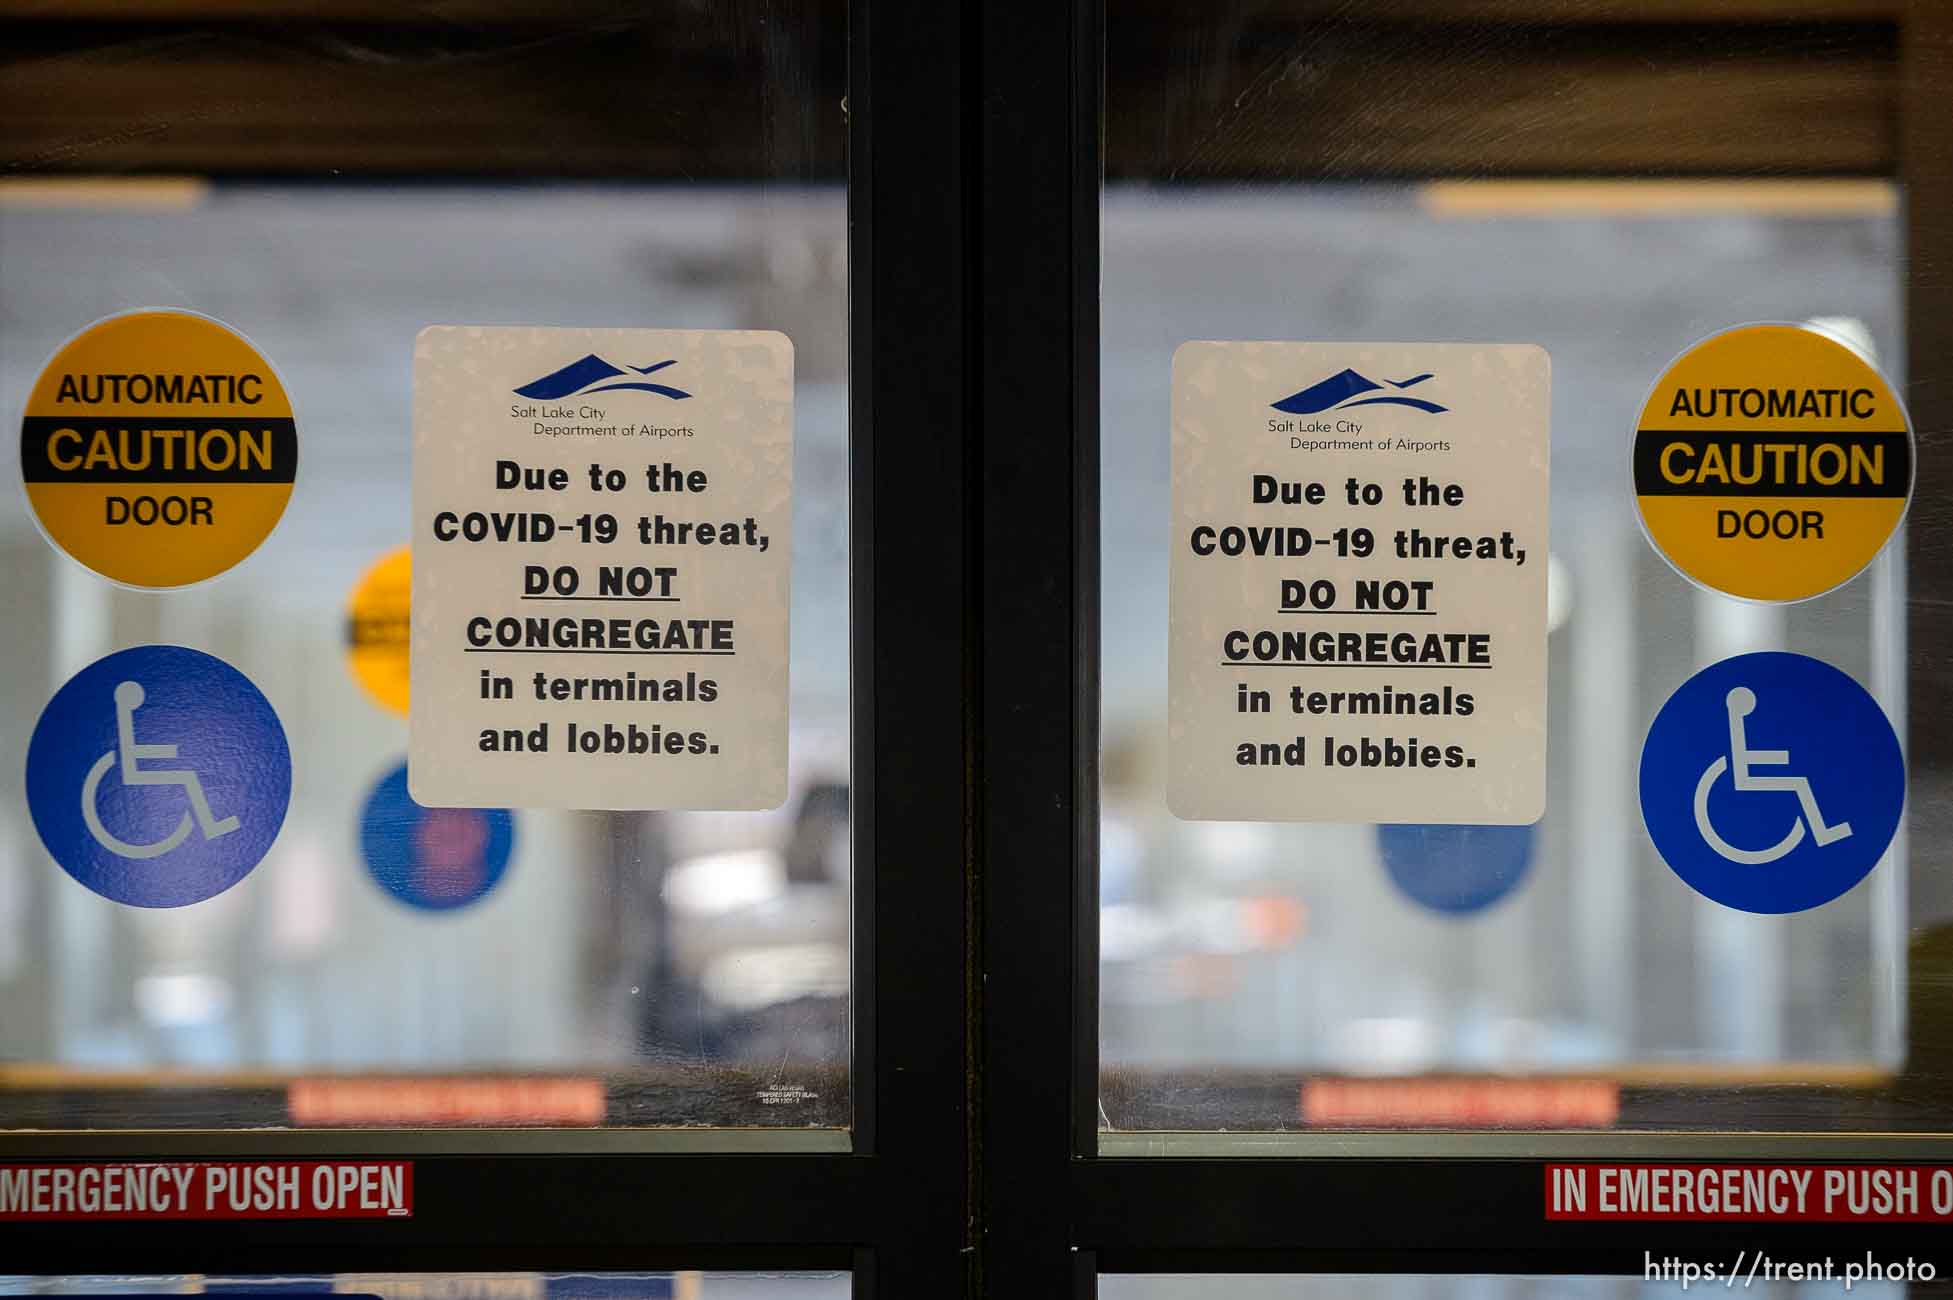 AUTOMATIC
CAUTION
DOOR
Salt Lake City
Department of Airports
Due to the
COVID-19 threat,
DO NOT
CONGREGATE
in terminals
and lobbies.
Salt Lake City
Department of Airports
Due to the
COVID-19 threat,
DO NOT
CONGREGATE
in terminals
and lobbies.
AUTOMATIC
CAUTION
DOOR
MERGENCY PUSH OPEN
IN EMERGENCY PUSH O
https://trent.photo